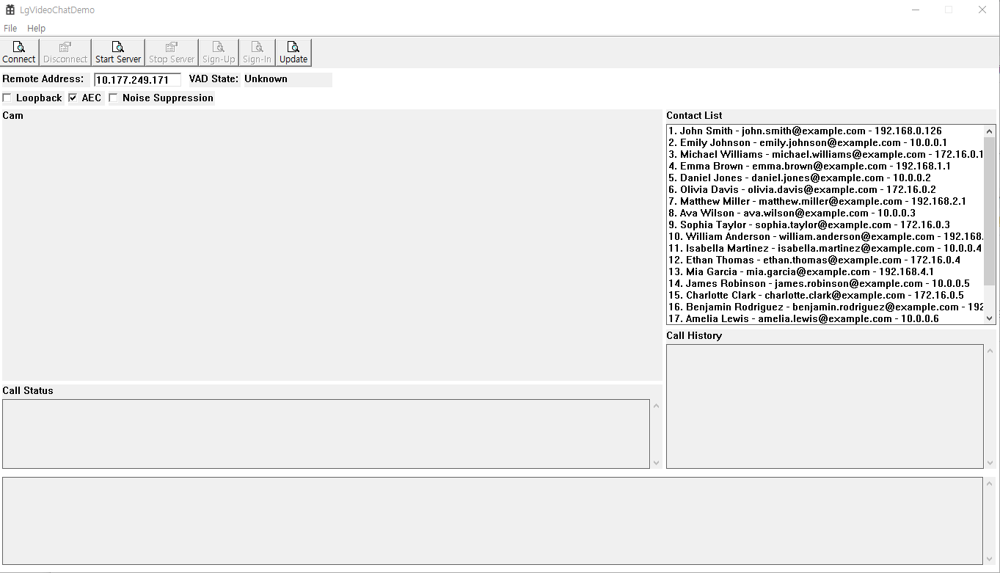 LgVideoChatDemo
File Help
Connect Disconnect Start Server Stop Server Sign-Up Sign-In Update
Remote Address: 10.177.249.171 VAD State: Unknown
Loopback AEC Noise Suppression
Cam
Contact List
1. John Smith - john.smith@example.com - 192.168.0.126
2. Emily Johnson - emily.johnson@example.com - 10.0.0.1
3. Michael Williams - michael.williams@example.com - 172.16.0.1
4. Emma Brown - emma.brown@example.com - 192.168.1.1
5. Daniel Jones - daniel.jones@example.com - 10.0.0.2
6. Olivia Davis - olivia.davis@example.com - 172.16.0.2
7. Matthew Miller - matthew.miller@example.com - 192.168.2.1
8. Ava Wilson - ava.wilson@example.com - 10.0.0.3
9. Sophia Taylor - sophia.taylor@example.com - 172.16.0.3
10. William Anderson - william.anderson@example.com - 192.168.
11. Isabella Martinez - isabella.martinez@example.com - 10.0.0.4
12. Ethan Thomas - ethan.thomas@example.com - 172.16.0.4
13. Mia Garcia - mia.garcia@example.com - 192.168.4.1
14. James Robinson - james.robinson@example.com - 10.0.0.5
15. Charlotte Clark - charlotte.clark@example.com - 172.16.0.5
16. Benjamin Rodriguez - benjamin.rodriguez@example.com - 192
17. Amelia Lewis - amelia.lewis@example.com - 10.0.0.6
Call History
Call Status